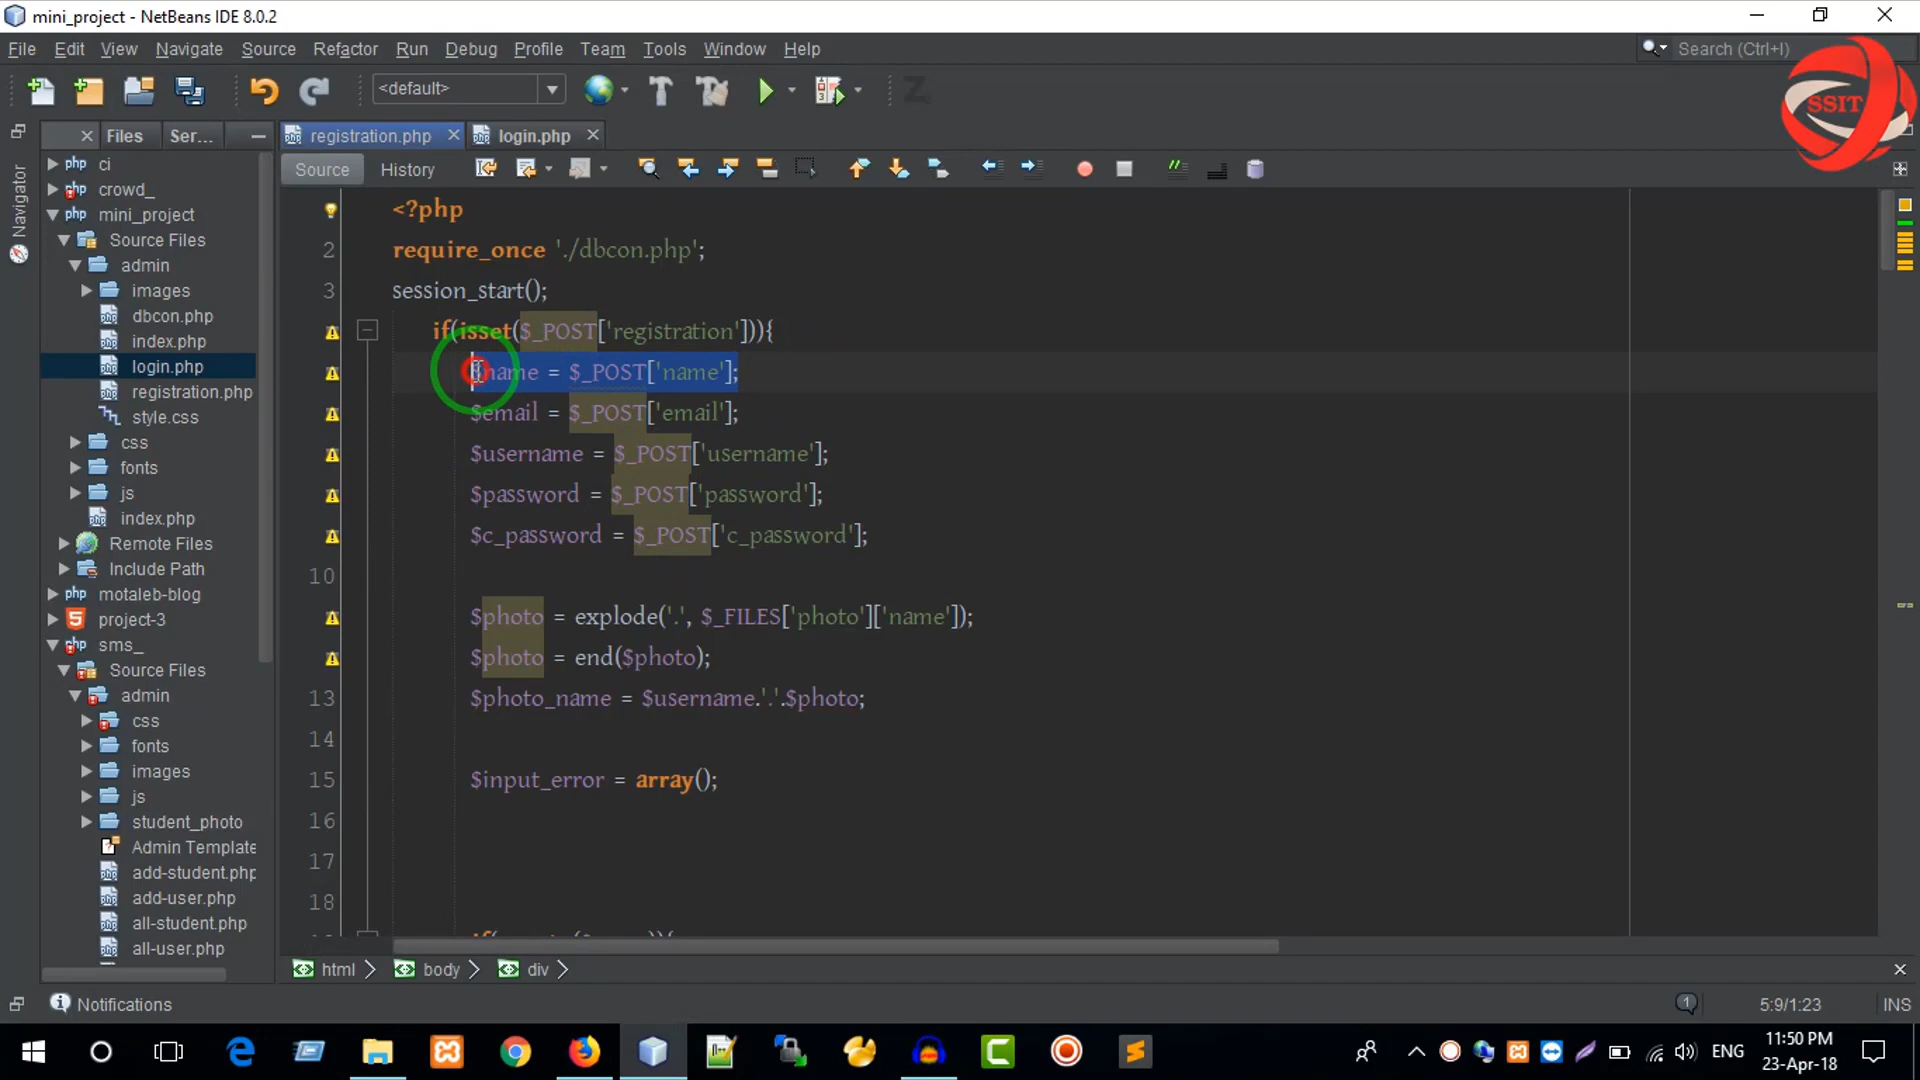 mini_project - NetBeans IDE 8.0.2
File Edit View Navigate Source Refactor Run Debug Profile Team Tools Window Help
Search (Ctrl+I)
SSIT
<default>
Files Ser...
registration.php login.php
Source History
Navigator
ci
crowd_
mini_project
Source Files
admin
images
dbcon.php
index.php
login.php
registration.php
style.css
css
fonts
js
index.php
Remote Files
Include Path
motaleb-blog
project-3
sms_
Source Files
admin
css
fonts
images
js
student_photo
Admin Template
add-student.php
add-user.php
all-student.php
all-user.php
<?php
2 require_once './dbcon.php';
3 session_start();
if(isset($_POST['registration'])){
$name = $_POST['name'];
$email = $_POST['email'];
$username = $_POST['username'];
$password = $_POST['password'];
$c_password = $_POST['c_password'];
10
$photo = explode('.', $_FILES['photo']['name']);
$photo = end($photo);
13 $photo_name = $username.'.'.$photo;
14
15 $input_error = array();
16
17
18
html body div
Notifications
1
5:9/1:23 INS
ENG
11:50 PM
23-Apr-18